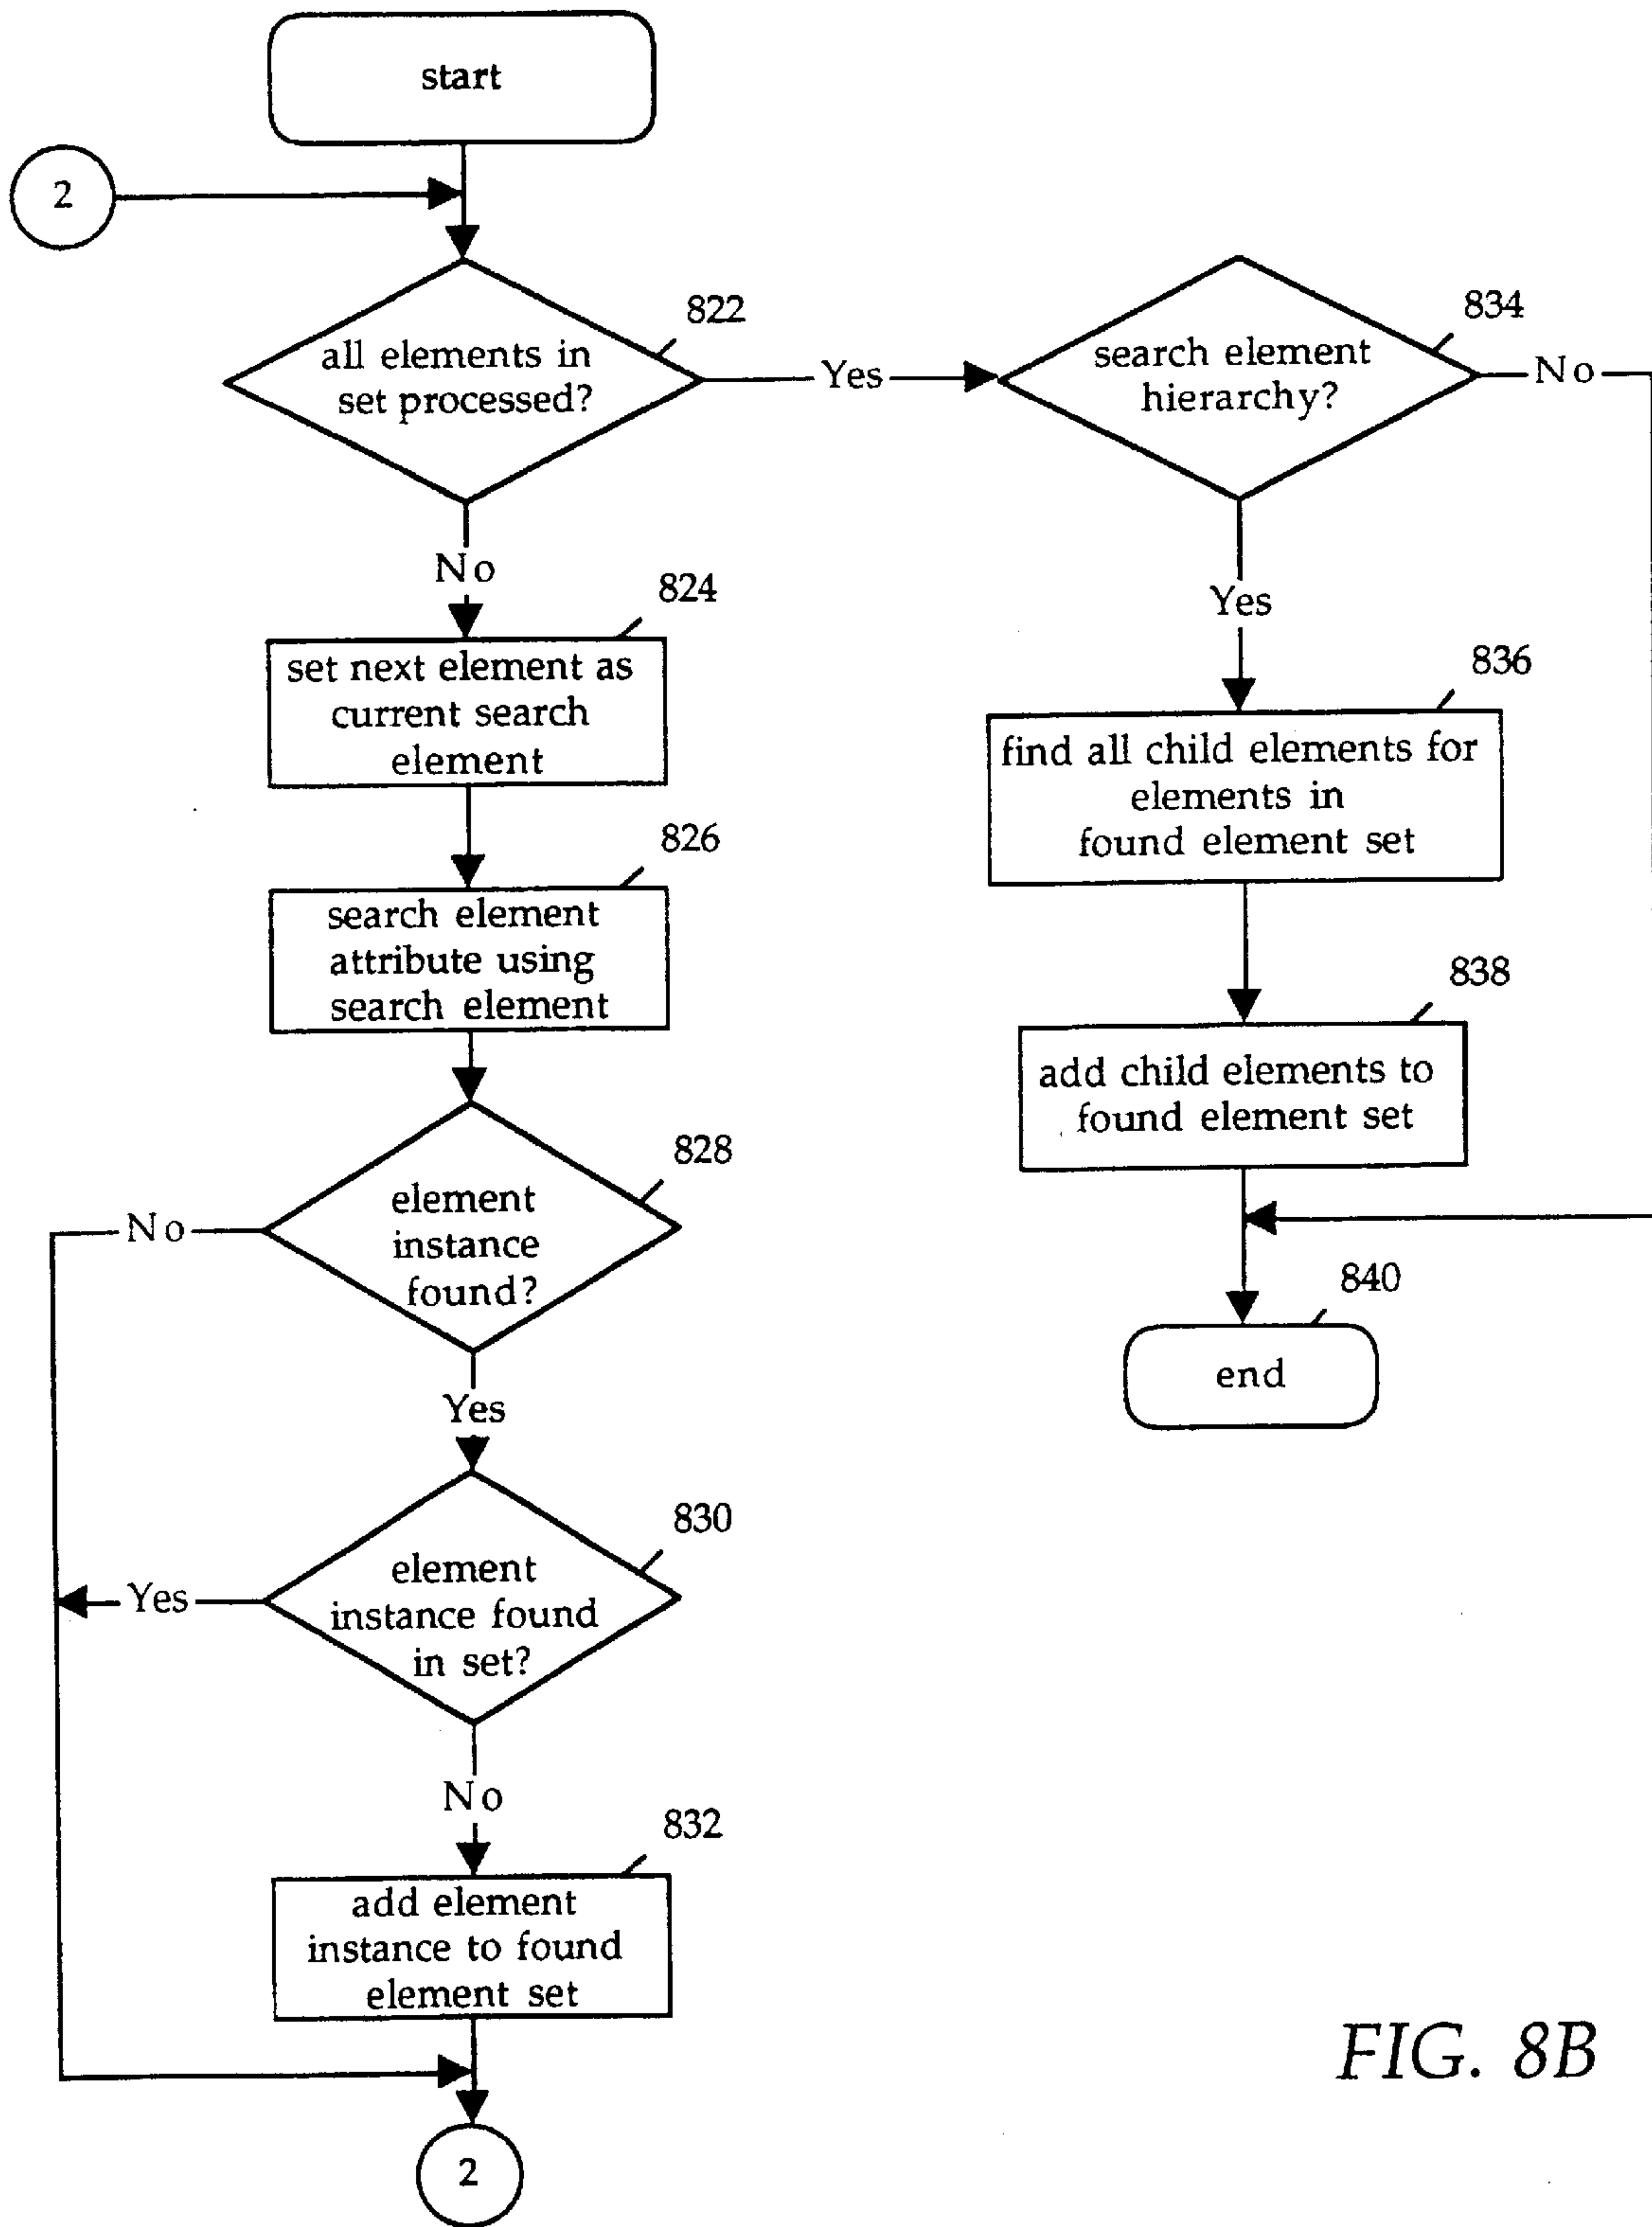 start
2
822
all elements in
set processed?
Yes
834
search element
hierarchy?
No
No
824
set next element as
current search
element
826
search element
attribute using
search element
828
element
instance
found?
No
Yes
830
element
instance found
in set?
Yes
No
832
add element
instance to found
element set
2
Yes
836
find all child elements for
elements in
found element set
838
add child elements to
found element set
840
end
FIG. 8B